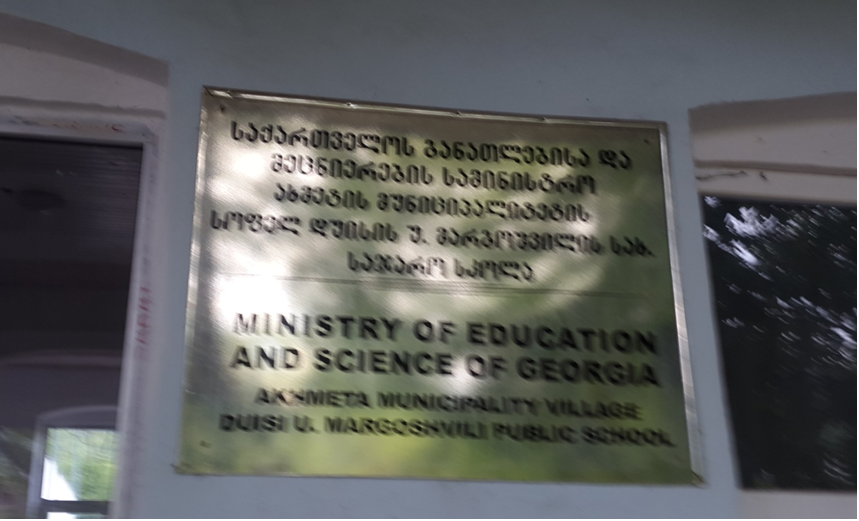 საქართველოს განათლებისა და
მეცნიერების სამინისტრო
ახმეტის მუნიციპალიტეტის
სოფელ დუისის უ. მარგოშვილის სახ.
საჯარო სკოლა
MINISTRY OF EDUCATION
AND SCIENCE OF GEORGIA
AKHMETA MUNICIPALITY VILLAGE
DUISI U. MARGOSHVILI PUBLIC SCHOOL